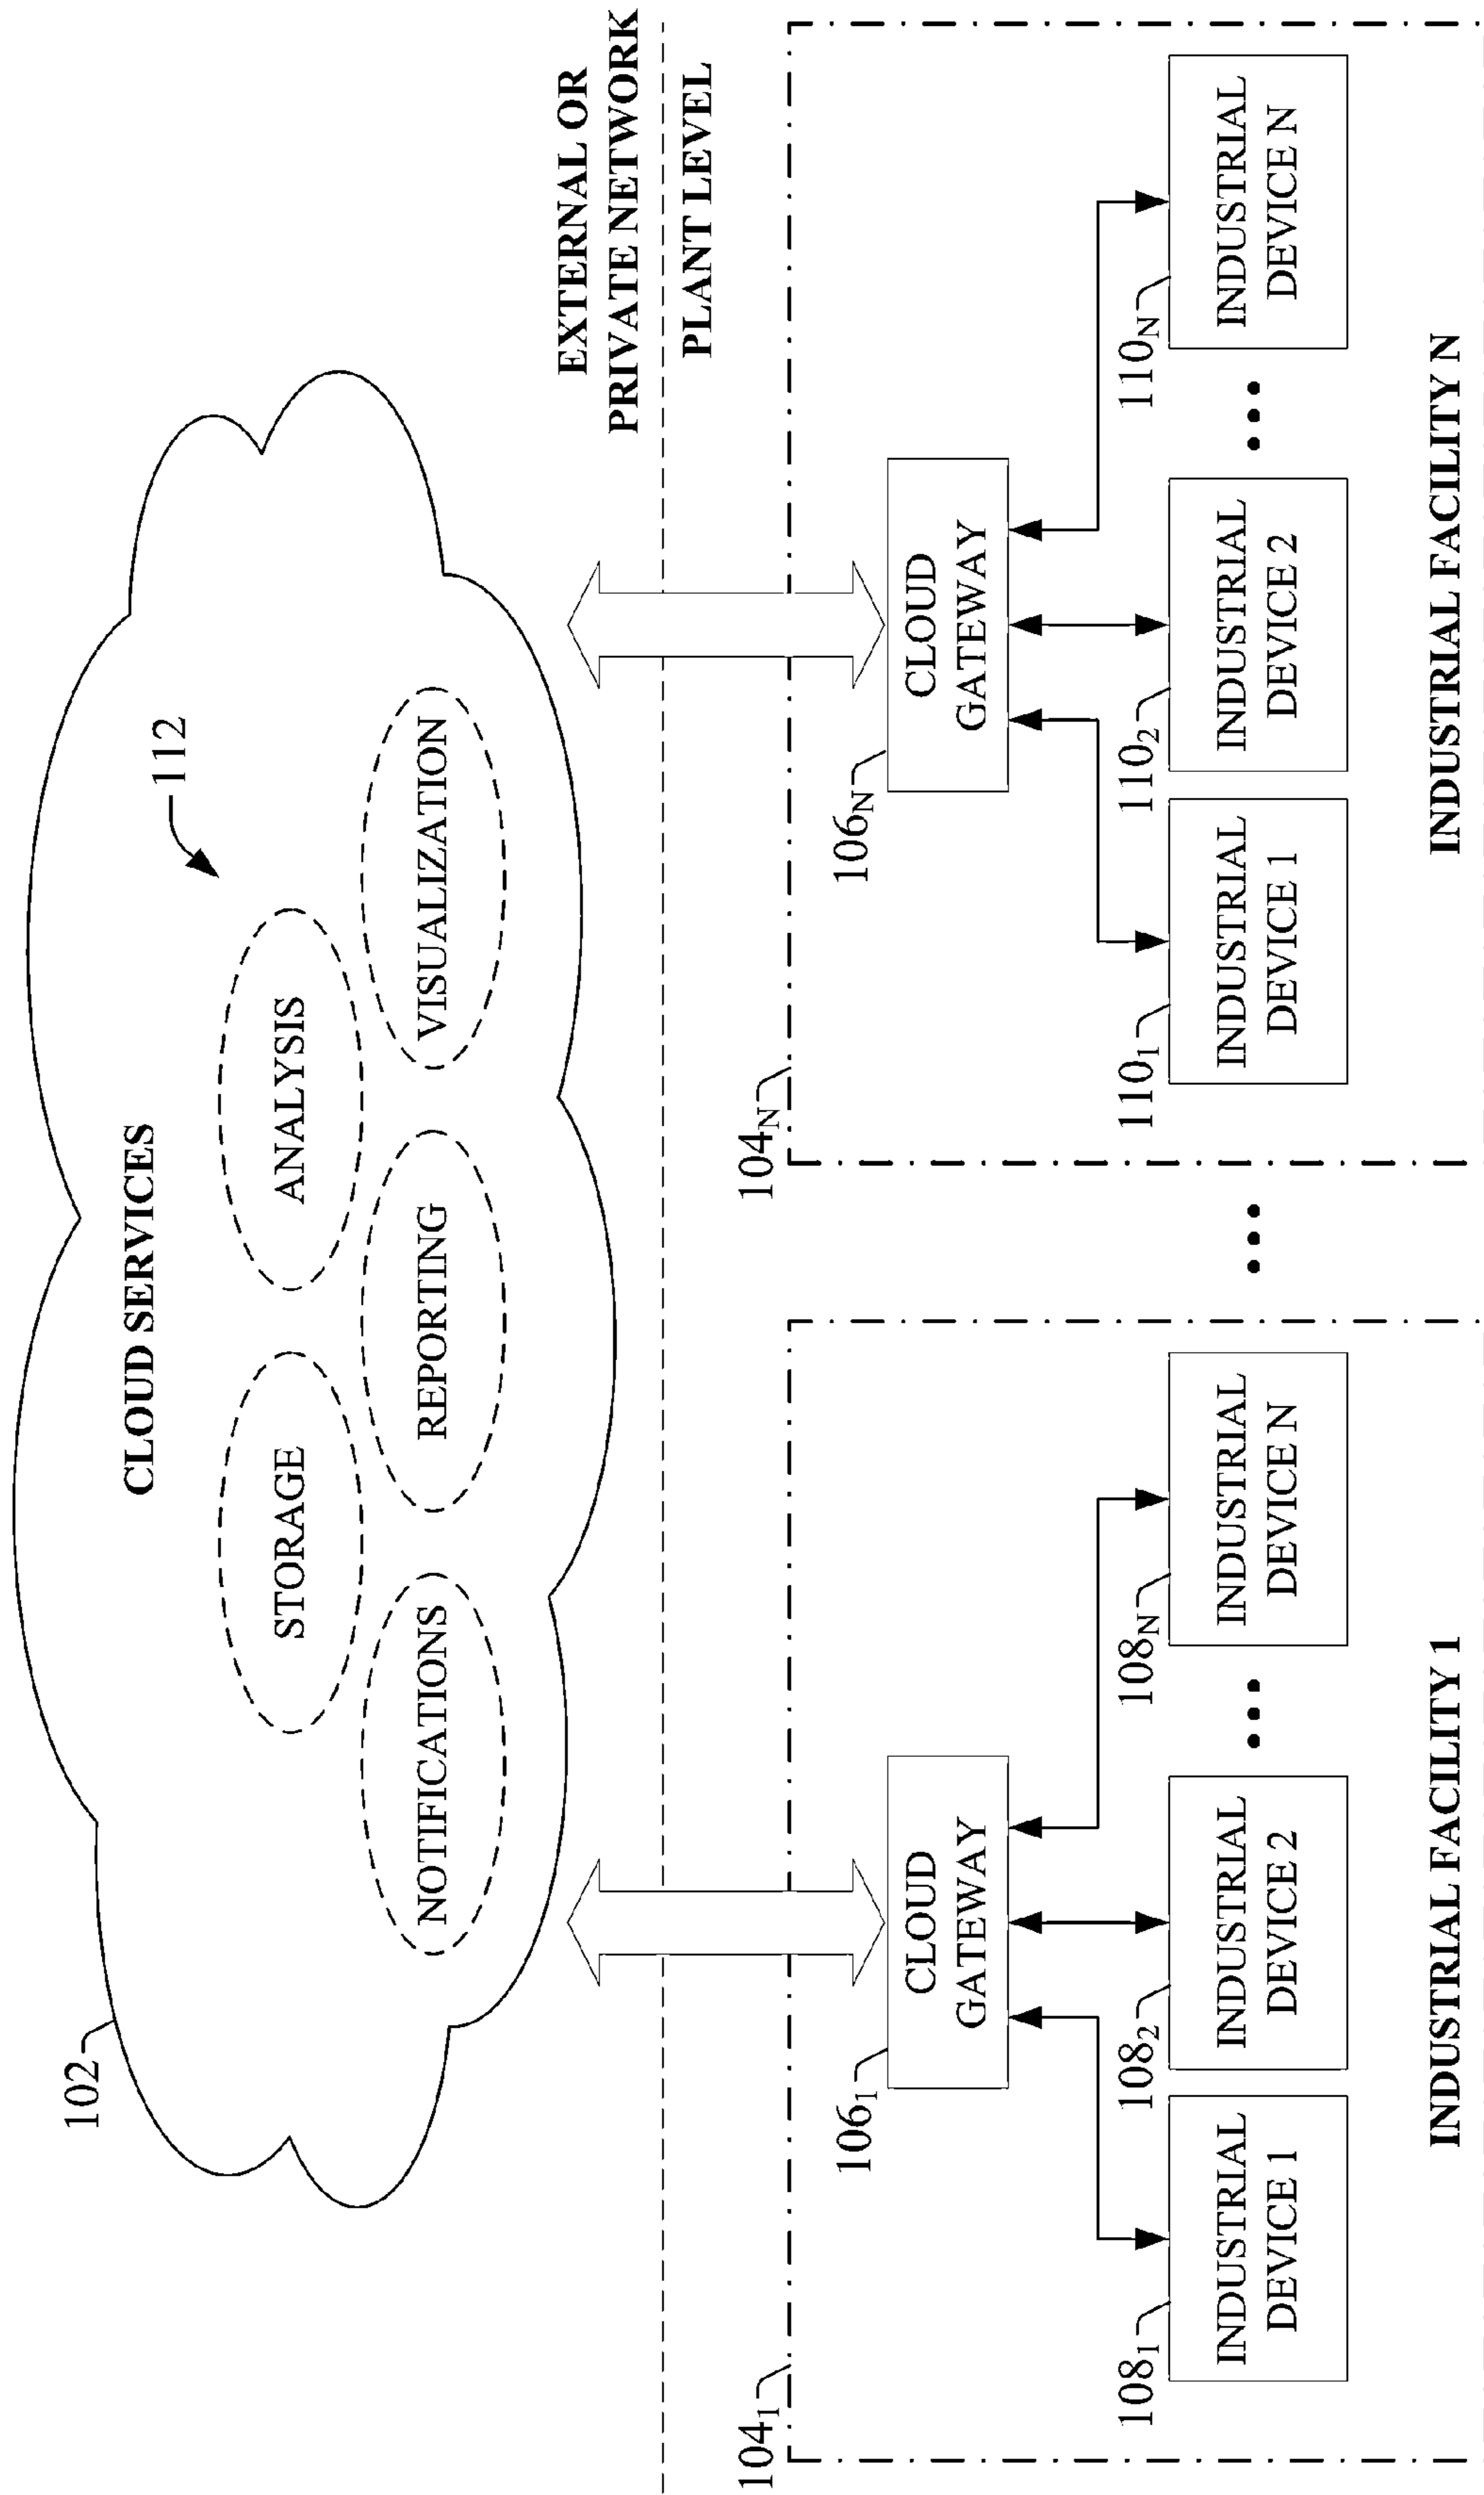 102
CLOUD SERVICES
112
STORAGE
ANALYSIS
NOTIFICATIONS
REPORTING
VISUALIZATION
EXTERNAL OR
PRIVATE NETWORK
PLANT LEVEL
104₁
106₁
CLOUD
GATEWAY
108₁
INDUSTRIAL
DEVICE 1
108₂
INDUSTRIAL
DEVICE 2
...
108N
INDUSTRIAL
DEVICE N
INDUSTRIAL FACILITY 1
...
104N
106N
CLOUD
GATEWAY
110₁
INDUSTRIAL
DEVICE 1
110₂
INDUSTRIAL
DEVICE 2
...
110N
INDUSTRIAL
DEVICE N
INDUSTRIAL FACILITY N